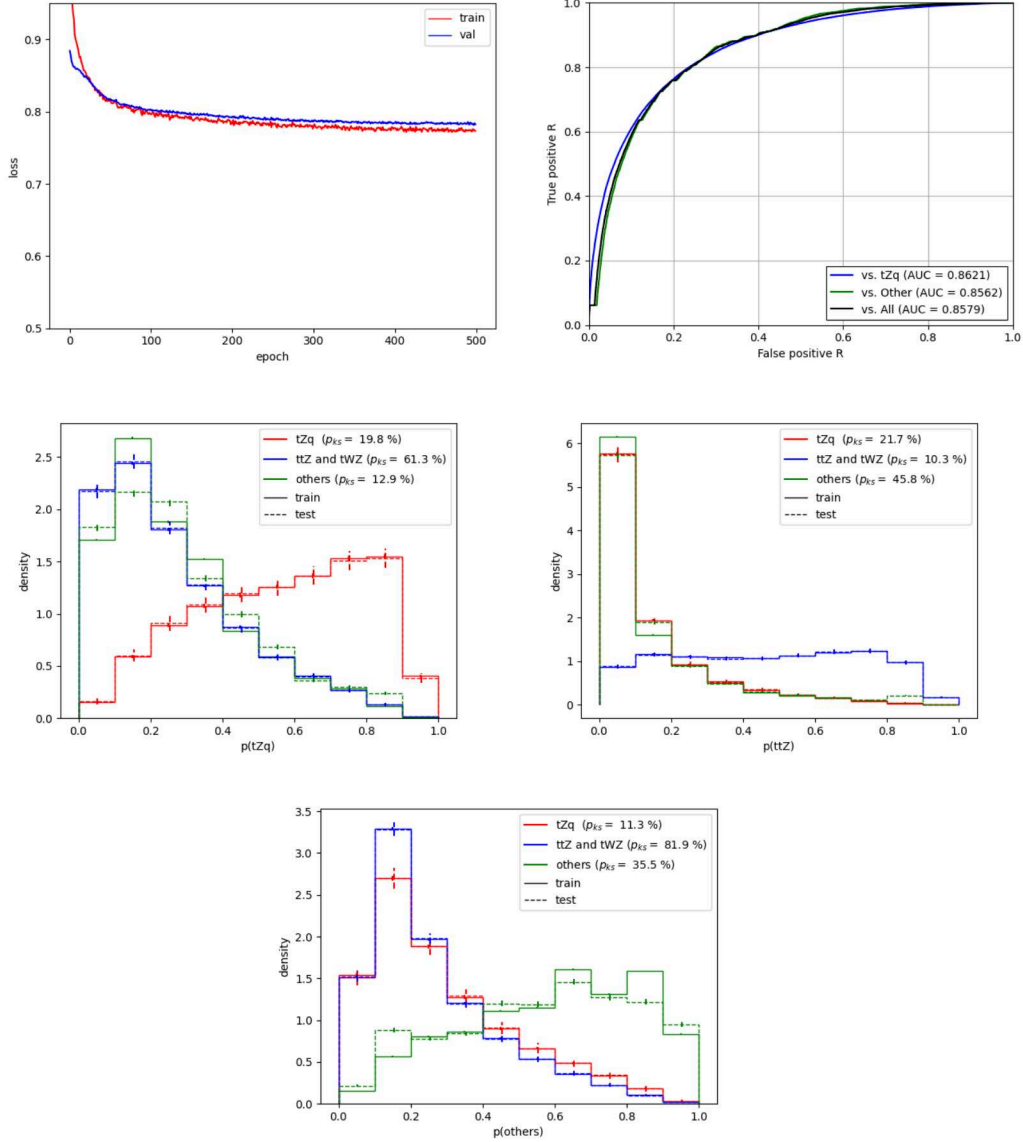 0.9
0.8
0.7
0.6
0.5
loss
0 100 200 300 400 500
epoch
train
val
1.0
0.8
0.6
0.4
0.2
0.0
True positive R
0.0 0.2 0.4 0.6 0.8 1.0
False positive R
vs. tZq (AUC = 0.8621)
vs. Other (AUC = 0.8562)
vs. All (AUC = 0.8579)
2.5
2.0
1.5
1.0
0.5
0.0
density
0.0 0.2 0.4 0.6 0.8 1.0
p(tZq)
tZq (pks = 19.8 %)
ttZ and tWZ (pks = 61.3 %)
others (pks = 12.9 %)
train
test
6
5
4
3
2
1
0
density
0.0 0.2 0.4 0.6 0.8 1.0
p(ttZ)
tZq (pks = 21.7 %)
ttZ and tWZ (pks = 10.3 %)
others (pks = 45.8 %)
train
test
3.5
3.0
2.5
2.0
1.5
1.0
0.5
0.0
density
0.0 0.2 0.4 0.6 0.8 1.0
p(others)
tZq (pks = 11.3 %)
ttZ and tWZ (pks = 81.9 %)
others (pks = 35.5 %)
train
test